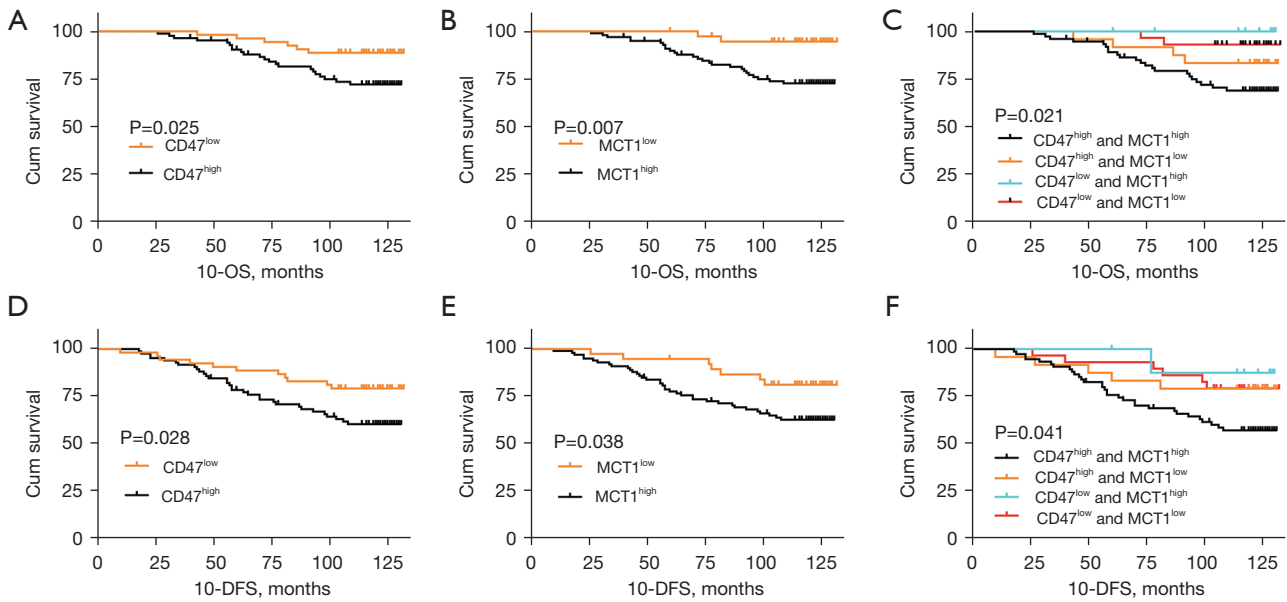 A
Cum survival
100
75
50
25
0
P=0.025
CD47low
CD47high
0 25 50 75 100 125
10-OS, months
B
Cum survival
100
75
50
25
0
P=0.007
MCT1low
MCT1high
0 25 50 75 100 125
10-OS, months
C
Cum survival
100
75
50
25
0
P=0.021
CD47high and MCT1high
CD47high and MCT1low
CD47low and MCT1high
CD47low and MCT1low
0 25 50 75 100 125
10-OS, months
D
Cum survival
100
75
50
25
0
P=0.028
CD47low
CD47high
0 25 50 75 100 125
10-DFS, months
E
Cum survival
100
75
50
25
0
P=0.038
MCT1low
MCT1high
0 25 50 75 100 125
10-DFS, months
F
Cum survival
100
75
50
25
0
P=0.041
CD47high and MCT1high
CD47high and MCT1low
CD47low and MCT1high
CD47low and MCT1low
0 25 50 75 100 125
10-DFS, months